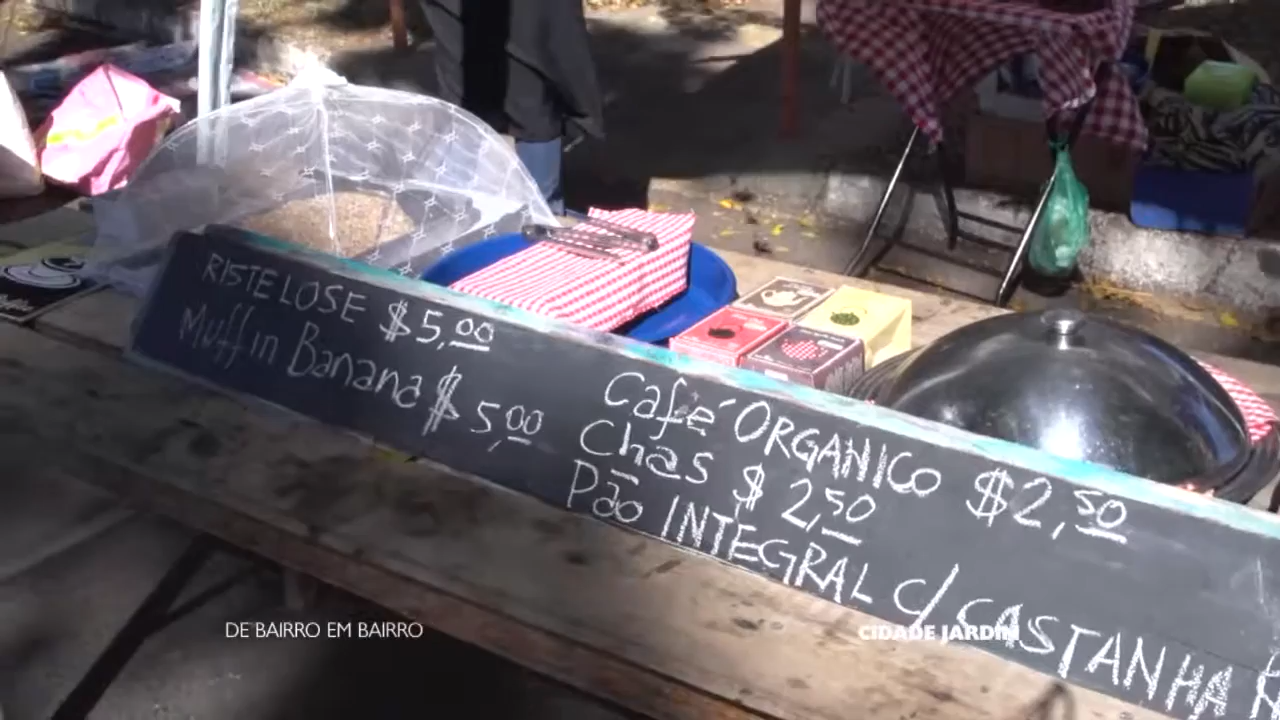 RISTELOSE $5,00
Muffin Banana $5,00
Café ORGANICO $2,50
Chas $2,50
Pão INTEGRAL c/ CASTANHA
DE BAIRRO EM BAIRRO
CIDADE JARDIM